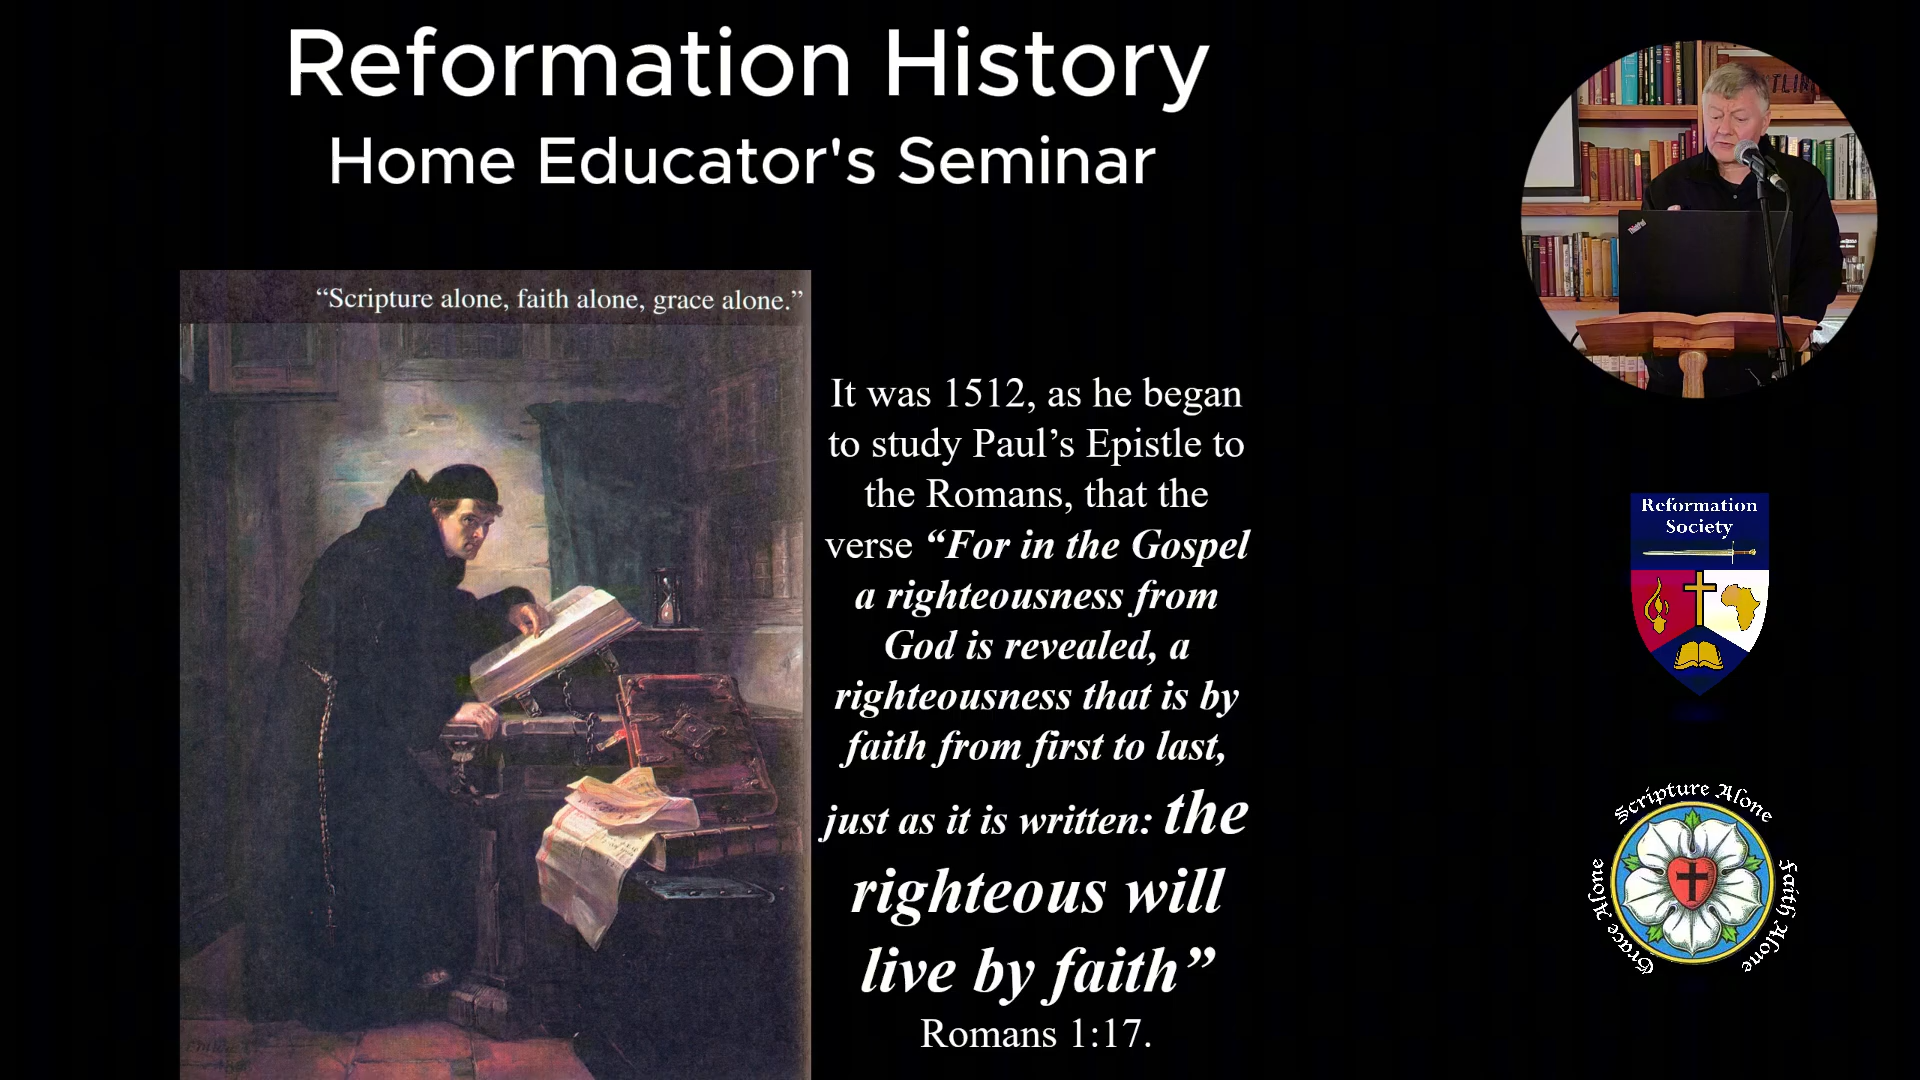 Reformation History
Home Educator's Seminar
“Scripture alone, faith alone, grace alone.”
It was 1512, as he began
to study Paul’s Epistle to
the Romans, that the
verse “For in the Gospel
a righteousness from
God is revealed, a
righteousness that is by
faith from first to last,
just as it is written: the
righteous will
live by faith”
Romans 1:17.
ThinkPad
Reformation
Society
Scripture Alone
Grace Alone
Faith Alone